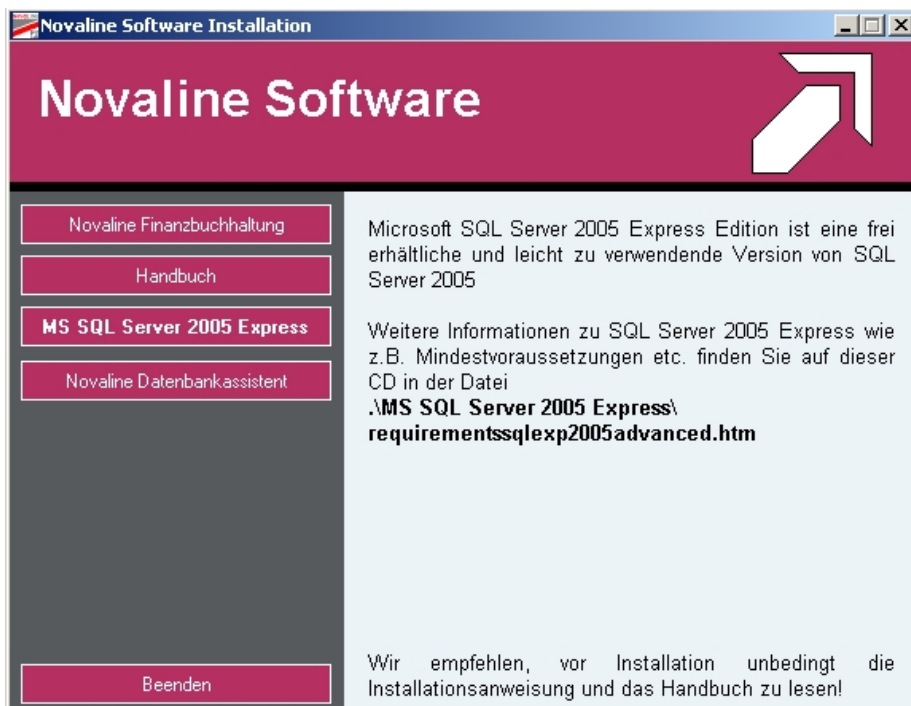 Novaline Software Installation
Novaline Software
Novaline Finanzbuchhaltung
Handbuch
MS SQL Server 2005 Express
Novaline Datenbankassistent
Beenden
Microsoft SQL Server 2005 Express Edition ist eine frei
erhältliche und leicht zu verwendende Version von SQL
Server 2005
Weitere Informationen zu SQL Server 2005 Express wie
z.B. Mindestvoraussetzungen etc. finden Sie auf dieser
CD in der Datei
.\MS SQL Server 2005 Express\
requirementssqlexp2005advanced.htm
Wir empfehlen, vor Installation unbedingt die
Installationsanweisung und das Handbuch zu lesen!